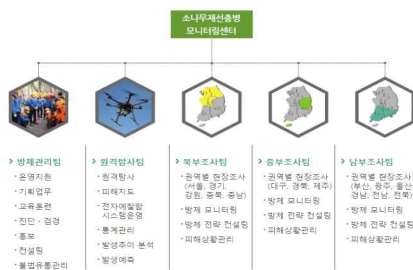 소나무재선충병
모니터링센터
> 방제관리팀
· 운영지원
· 기획업무
· 교육훈련
· 진단 · 검경
· 홍보
· 컨설팅
· 불법유통관리
> 원격탐사팀
· 원격탐사
· 피해지도
· 전자예찰함
시스템운영
· 통계관리
· 발생추이 분석
· 발생예측
> 북부조사팀
· 권역별 현장조사
(서울, 경기,
강원, 충북, 충남)
· 방제 모니터링
· 방제 전략 컨설팅
· 피해상황관리
> 중부조사팀
· 권역별 현장조사
(대구, 경북, 제주)
· 방제 모니터링
· 방제 전략 컨설팅
· 피해상황관리
> 남부조사팀
· 권역별 현장조사
(부산, 광주, 울산,
경남, 전남, 전북)
· 방제 모니터링
· 방제 전략 컨설팅
· 피해상황관리